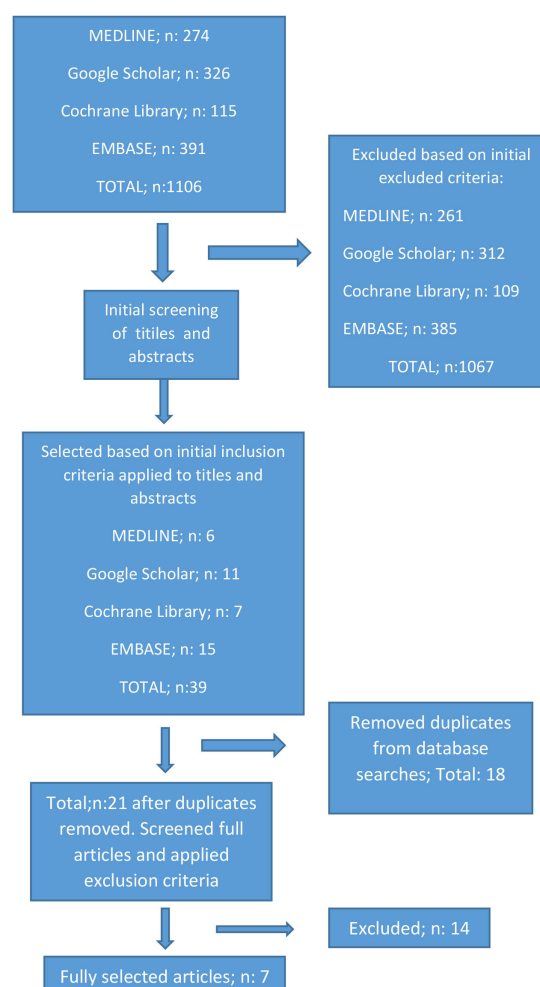 MEDLINE; n: 274
Google Scholar; n: 326
Cochrane Library; n: 115
EMBASE; n: 391
TOTAL; n:1106
Excluded based on initial
excluded criteria:
MEDLINE; n: 261
Google Scholar; n: 312
Cochrane Library; n: 109
EMBASE; n: 385
TOTAL; n:1067
Initial screening
of titiles and
abstracts
Selected based on initial inclusion
criteria applied to titles and
abstracts
MEDLINE; n: 6
Google Scholar; n: 11
Cochrane Library; n: 7
EMBASE; n: 15
TOTAL; n:39
Removed duplicates
from database
searches; Total: 18
Total;n:21 after duplicates
removed. Screened full
articles and applied
exclusion criteria
Excluded; n: 14
Fully selected articles; n: 7